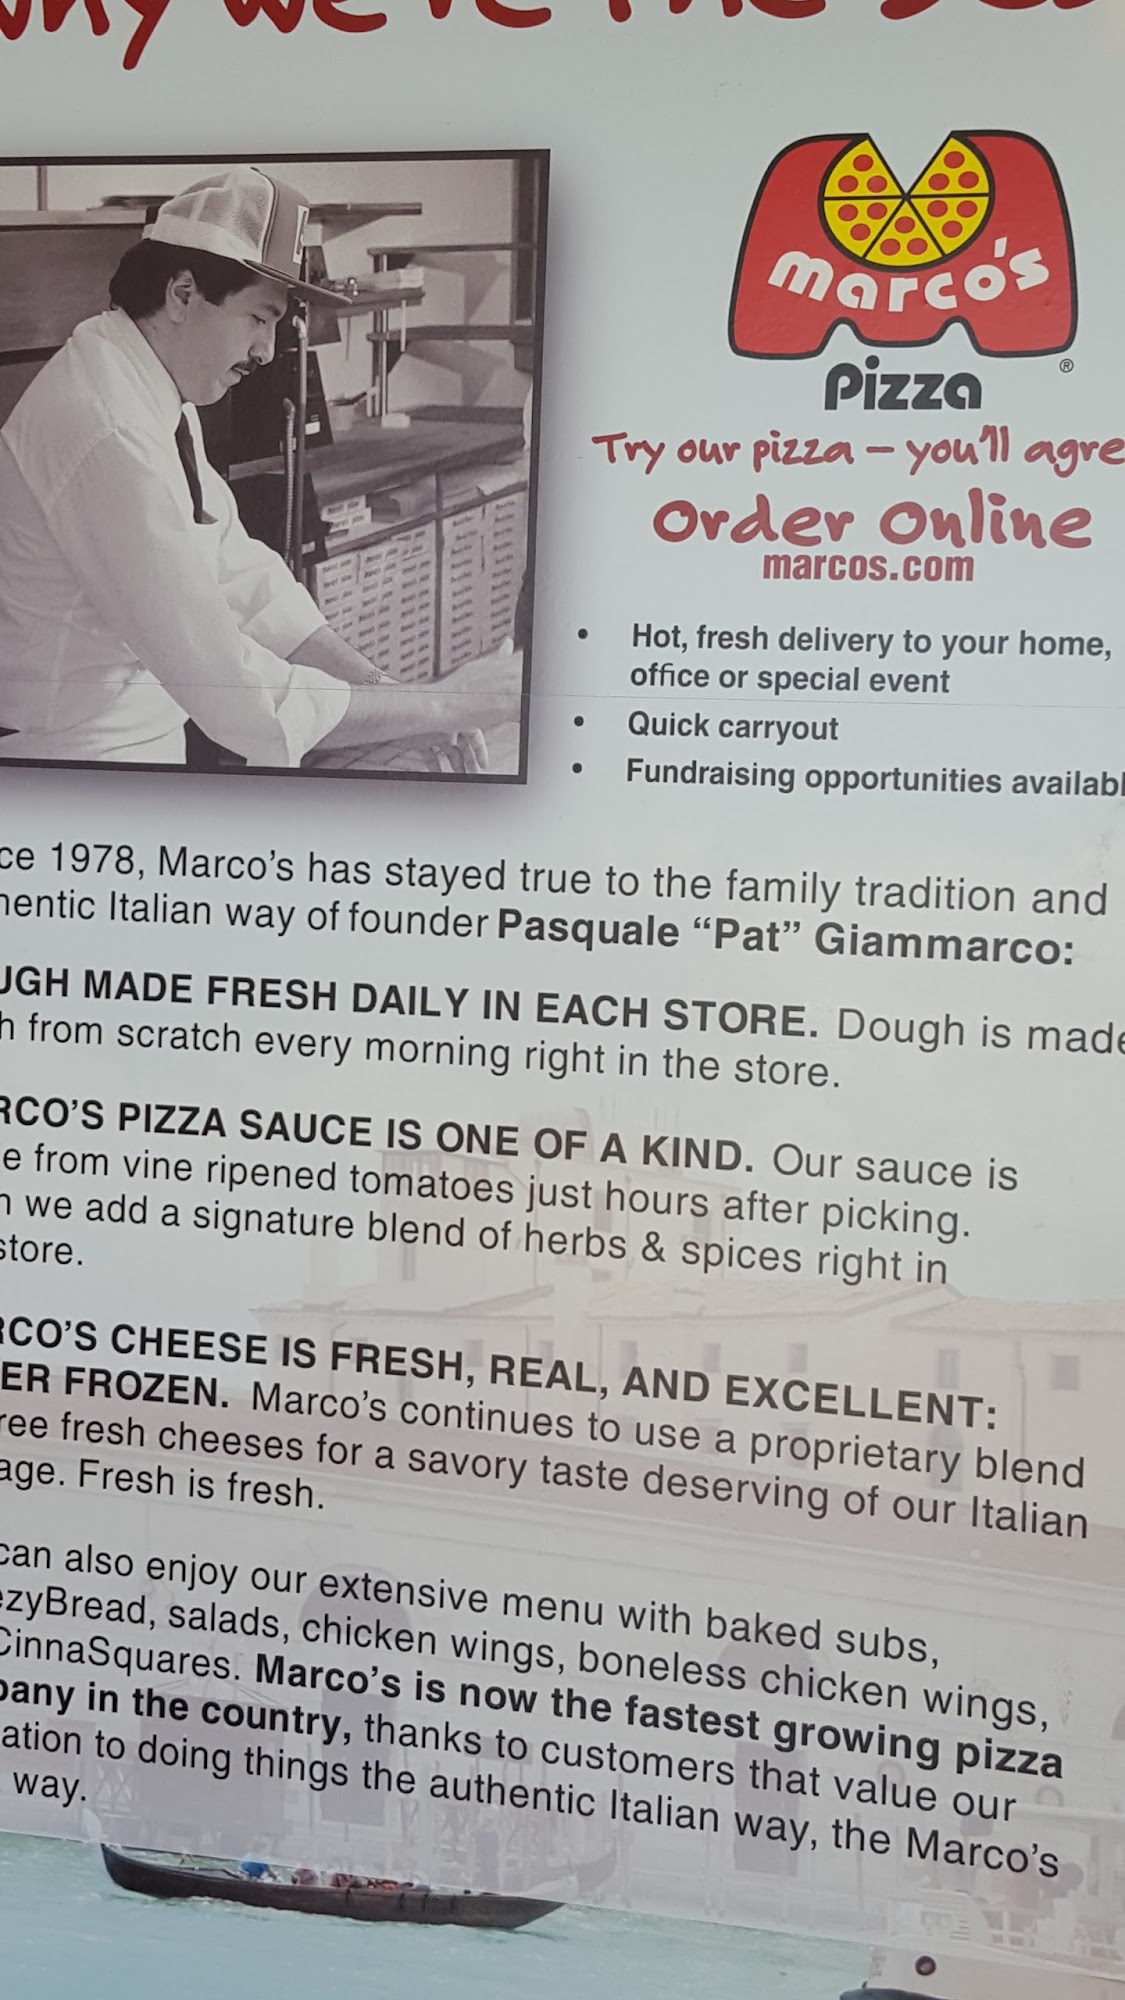 why we're the bes
marco's
Pizza
®
Try our pizza – you'll agre
Order Online
marcos.com
• Hot, fresh delivery to your home,
office or special event
• Quick carryout
• Fundraising opportunities availabl
ce 1978, Marco's has stayed true to the family tradition and
hentic Italian way of founder Pasquale “Pat” Giammarco:
UGH MADE FRESH DAILY IN EACH STORE. Dough is made
h from scratch every morning right in the store.
RCO'S PIZZA SAUCE IS ONE OF A KIND. Our sauce is
e from vine ripened tomatoes just hours after picking.
n we add a signature blend of herbs & spices right in
store.
RCO'S CHEESE IS FRESH, REAL, AND EXCELLENT:
ER FROZEN. Marco's continues to use a proprietary blend
ree fresh cheeses for a savory taste deserving of our Italian
age. Fresh is fresh.
can also enjoy our extensive menu with baked subs,
ezyBread, salads, chicken wings, boneless chicken wings,
CinnaSquares. Marco's is now the fastest growing pizza
pany in the country, thanks to customers that value our
ation to doing things the authentic Italian way, the Marco's
way.